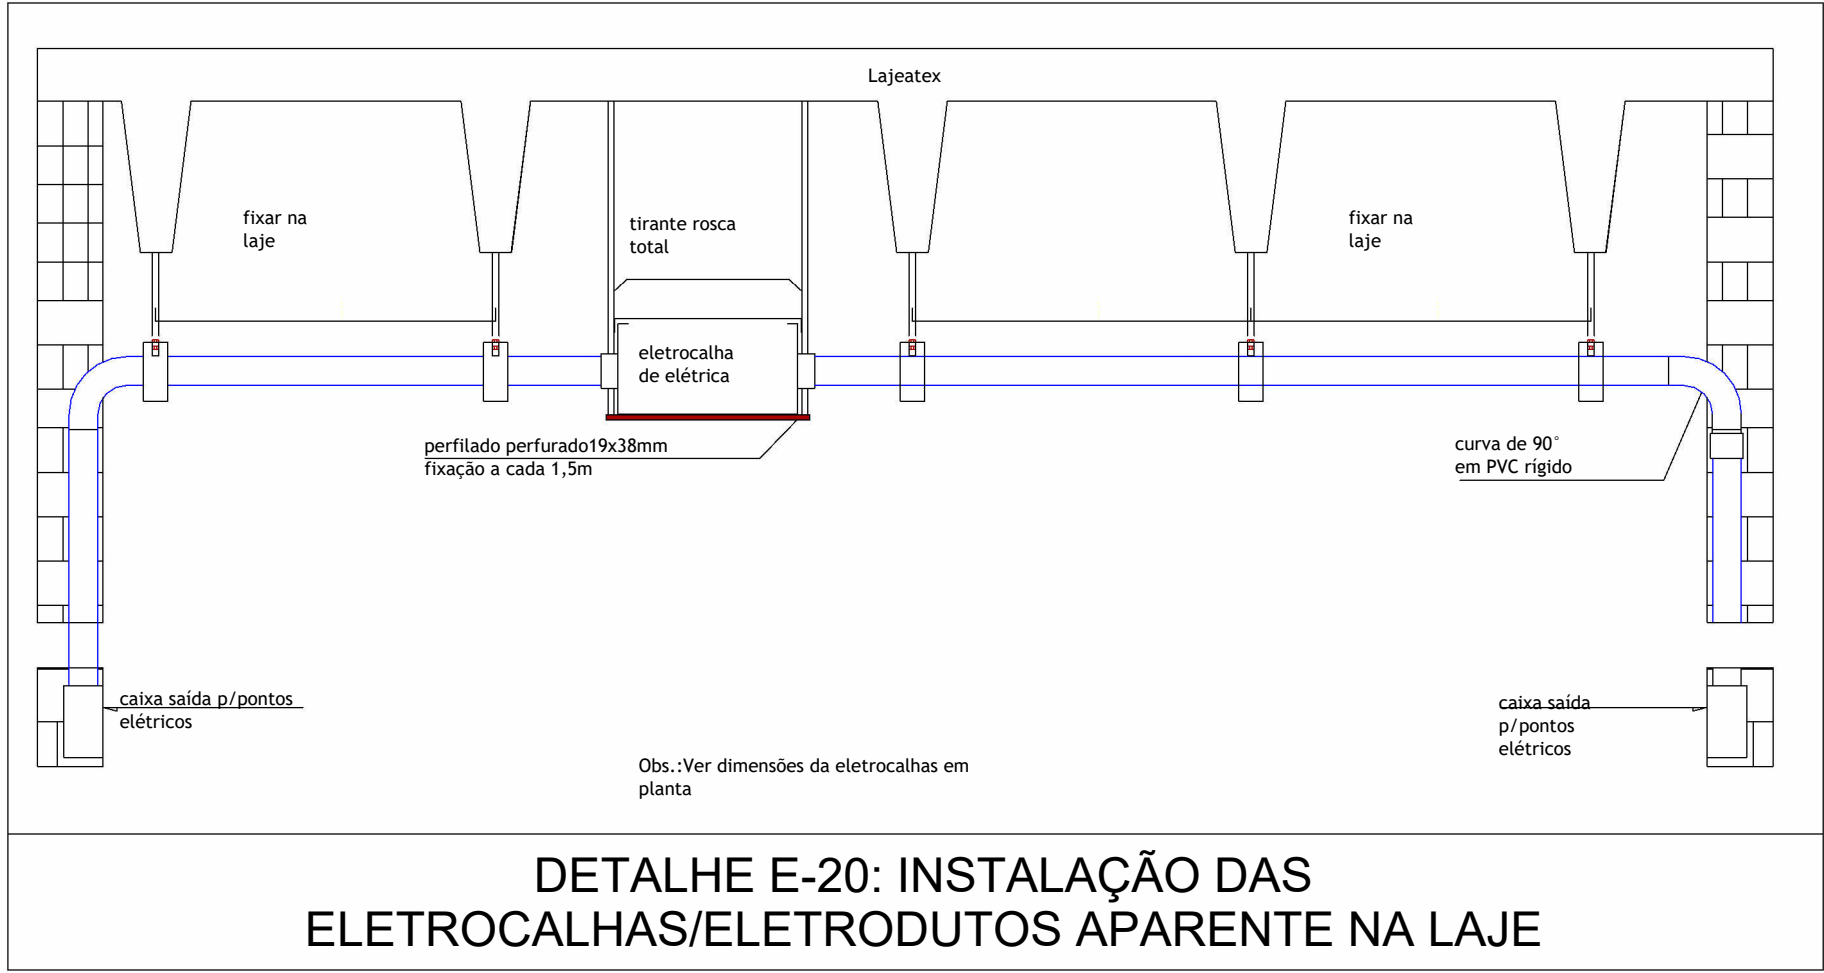 Lajeatex
fixar na
laje
tirante rosca
total
fixar na
laje
eletrocalha
de elétrica
perfilado perfurado19x38mm
fixação a cada 1,5m
curva de 90°
em PVC rígido
caixa saída p/pontos
elétricos
caixa saída
p/pontos
elétricos
Obs.:Ver dimensões da eletrocalhas em
planta
DETALHE E-20: INSTALAÇÃO DAS
ELETROCALHAS/ELETRODUTOS APARENTE NA LAJE